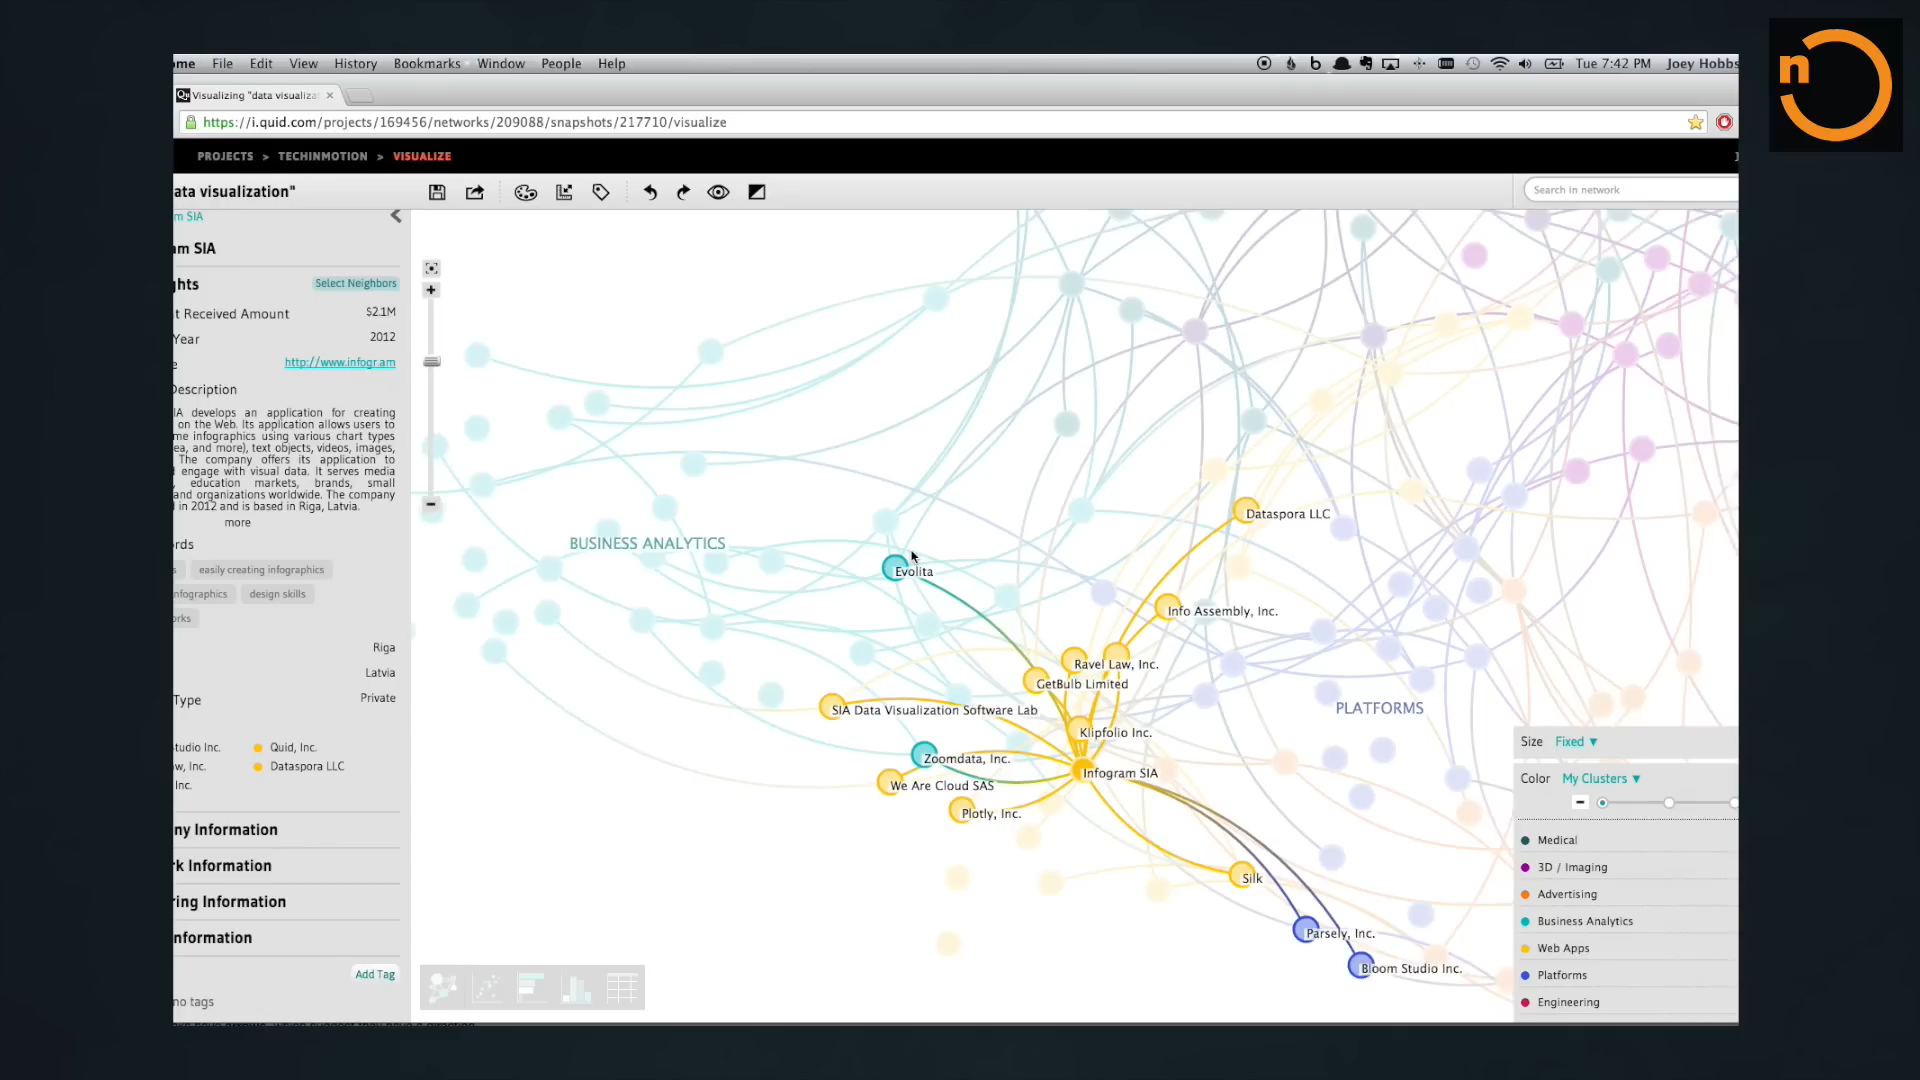 n
ome File Edit View History Bookmarks Window People Help
Tue 7:42 PM Joey Hobbs
Visualizing "data visualiza
https://i.quid.com/projects/169456/networks/209088/snapshots/217710/visualize
PROJECTS > TECHINMOTION > VISUALIZE
ata visualization"
Search in network
m SIA
am SIA
ghts Select Neighbors
t Received Amount $2.1M
Year 2012
e http://www.infogr.am
Description
IA develops an application for creating
on the Web. Its application allows users to
me infographics using various chart types
ea, and more), text objects, videos, images,
The company offers its application to
engage with visual data. It serves media
, education markets, brands, small
and organizations worldwide. The company
d in 2012 and is based in Riga, Latvia.
more
ords
s easily creating infographics
nfographics design skills
orks
Riga
Latvia
Type Private
tudio Inc. Quid, Inc.
w, Inc. Dataspora LLC
Inc.
ny Information
rk Information
ring Information
nformation
Add Tag
no tags
BUSINESS ANALYTICS
Evolita
Dataspora LLC
Info Assembly, Inc.
Ravel Law, Inc.
GetBulb Limited
SIA Data Visualization Software Lab
PLATFORMS
Klipfolio Inc.
Zoomdata, Inc.
Infogram SIA
We Are Cloud SAS
Plotly, Inc.
Silk
Parsely, Inc.
Bloom Studio Inc.
Size Fixed ▼
Color My Clusters ▼
Medical
3D / Imaging
Advertising
Business Analytics
Web Apps
Platforms
Engineering